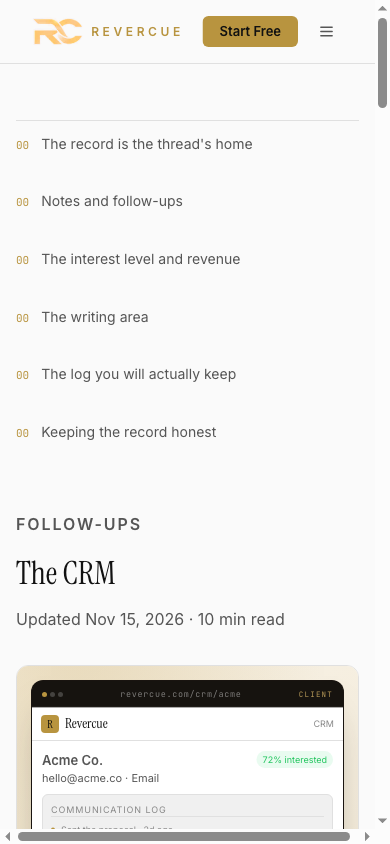 REVERCUE Start Free
00 The record is the thread's home
00 Notes and follow-ups
00 The interest level and revenue
00 The writing area
00 The log you will actually keep
00 Keeping the record honest
FOLLOW-UPS
The CRM
Updated Nov 15, 2026 · 10 min read
revercue.com/crm/acme CLIENT
R Revercue CRM
Acme Co. 72% interested
hello@acme.co · Email
COMMUNICATION LOG